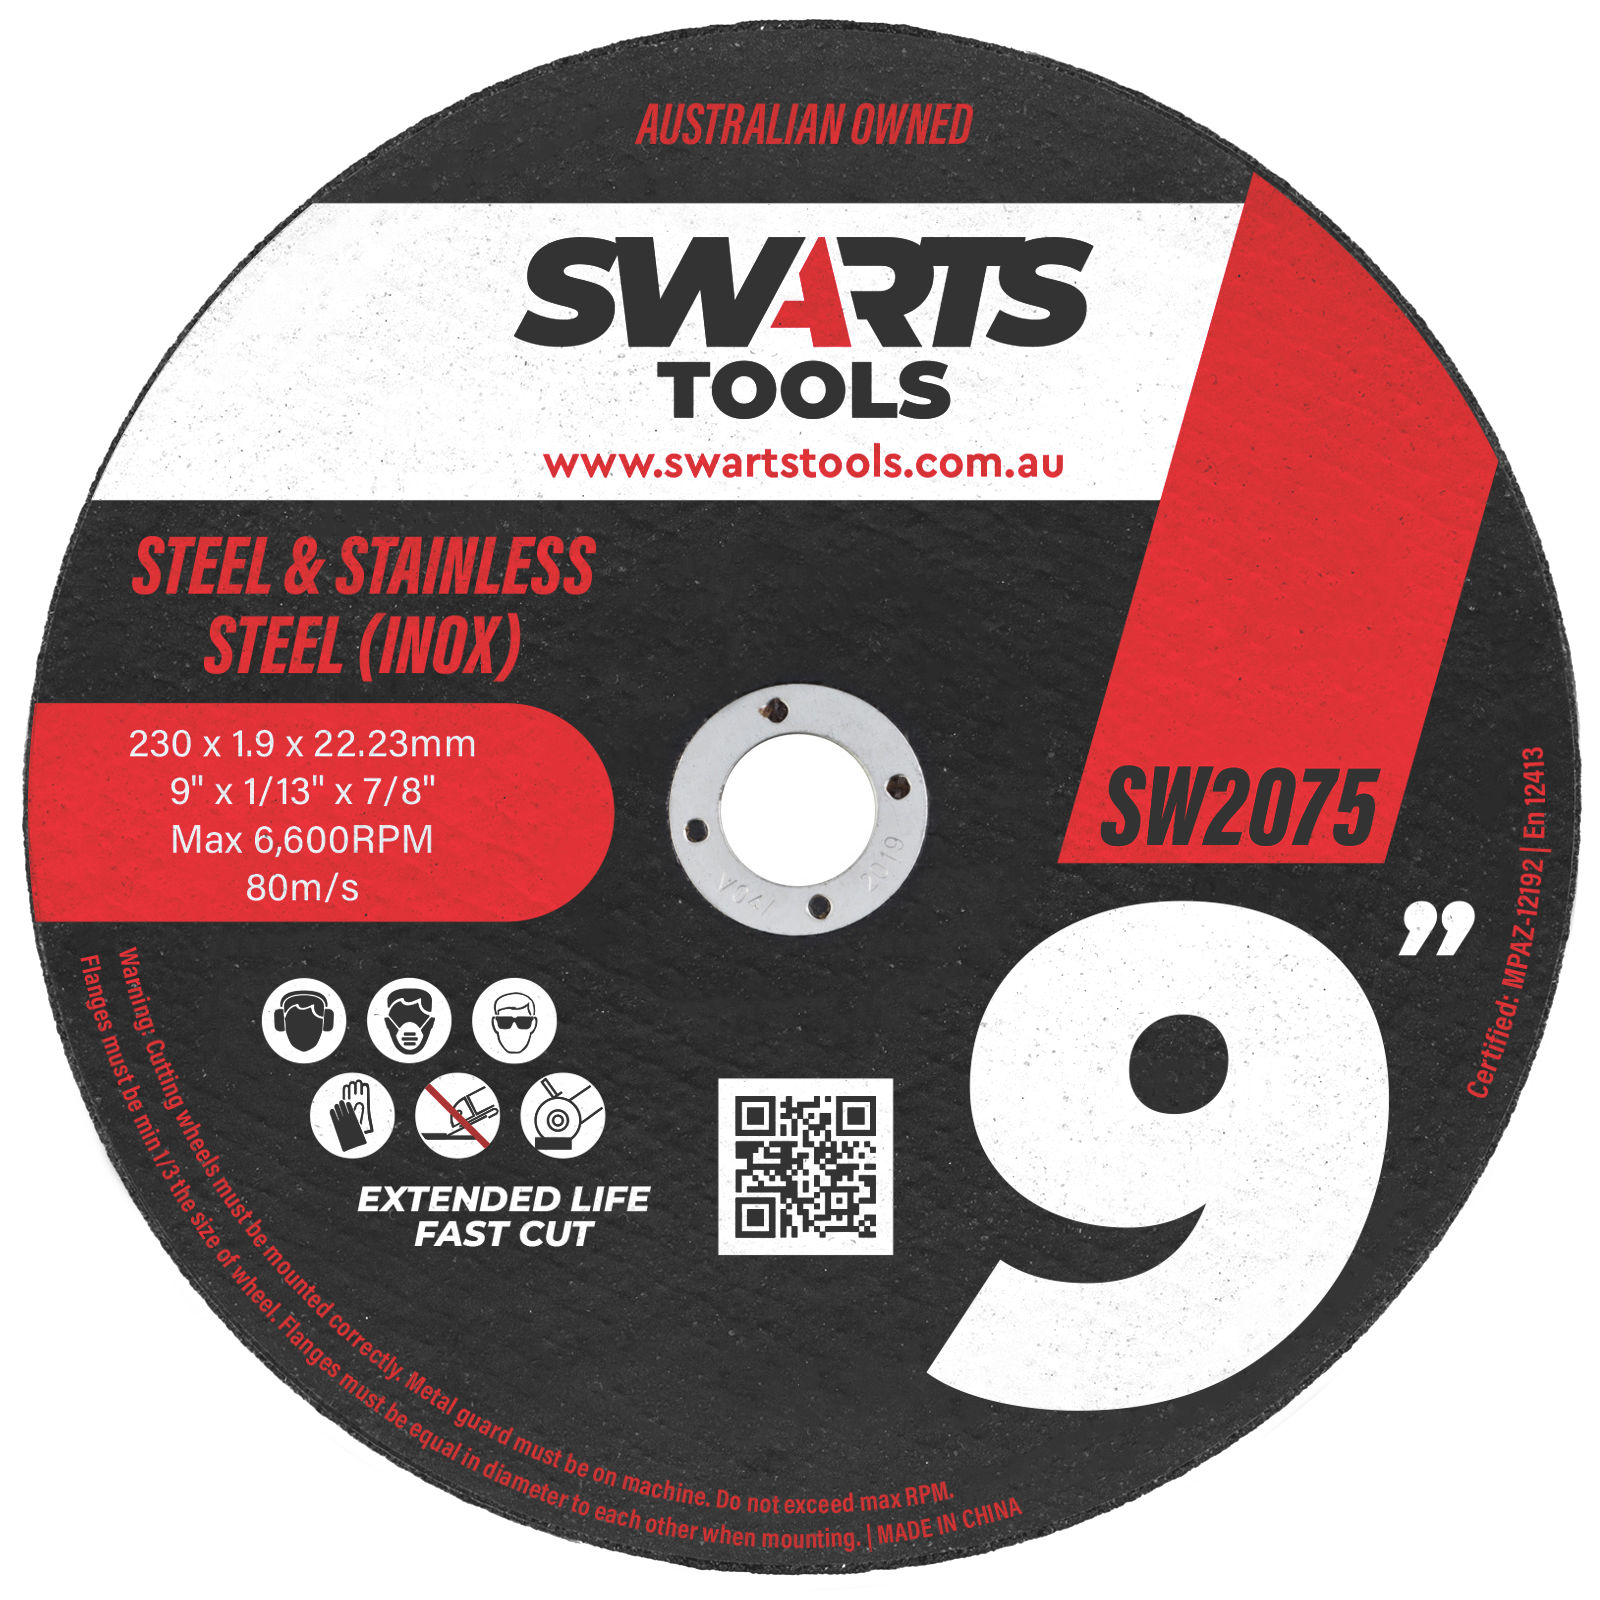 AUSTRALIAN OWNED
SWARTS
TOOLS
www.swartstools.com.au
STEEL & STAINLESS
STEEL (INOX)
230 x 1.9 x 22.23mm
9" x 1/13" x 7/8"
Max 6,600RPM
80m/s
SW2075
9”
Certified: MPAZ-12192 | En 12413
V04/ 2019
EXTENDED LIFE
FAST CUT
Warning: Cutting wheels must be mounted correctly. Metal guard must be on machine. Do not exceed max RPM.
Flanges must be min 1/3 the size of wheel. Flanges must be equal in diameter to each other when mounting. | MADE IN CHINA